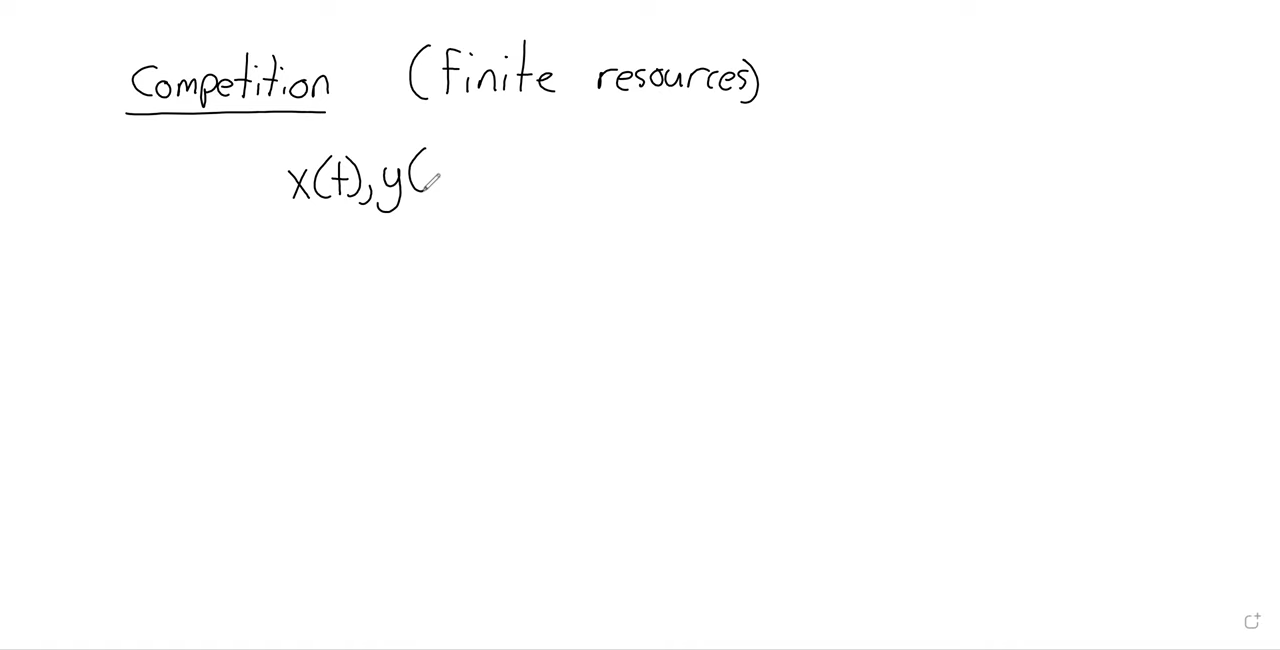 Competition (finite resources)
x(t), y(